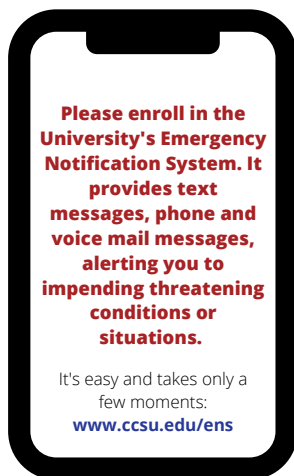 Please enroll in the
University's Emergency
Notification System. It
provides text
messages, phone and
voice mail messages,
alerting you to
impending threatening
conditions or
situations.
It's easy and takes only a
few moments:
www.ccsu.edu/ens